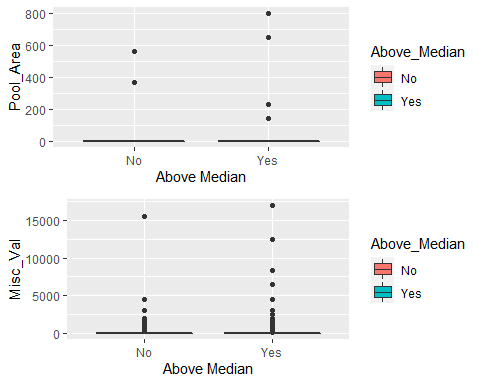 800
600
400
200
0
Pool_Area
No
Yes
Above Median
Above_Median
No
Yes
15000
10000
5000
0
Misc_Val
No
Yes
Above Median
Above_Median
No
Yes